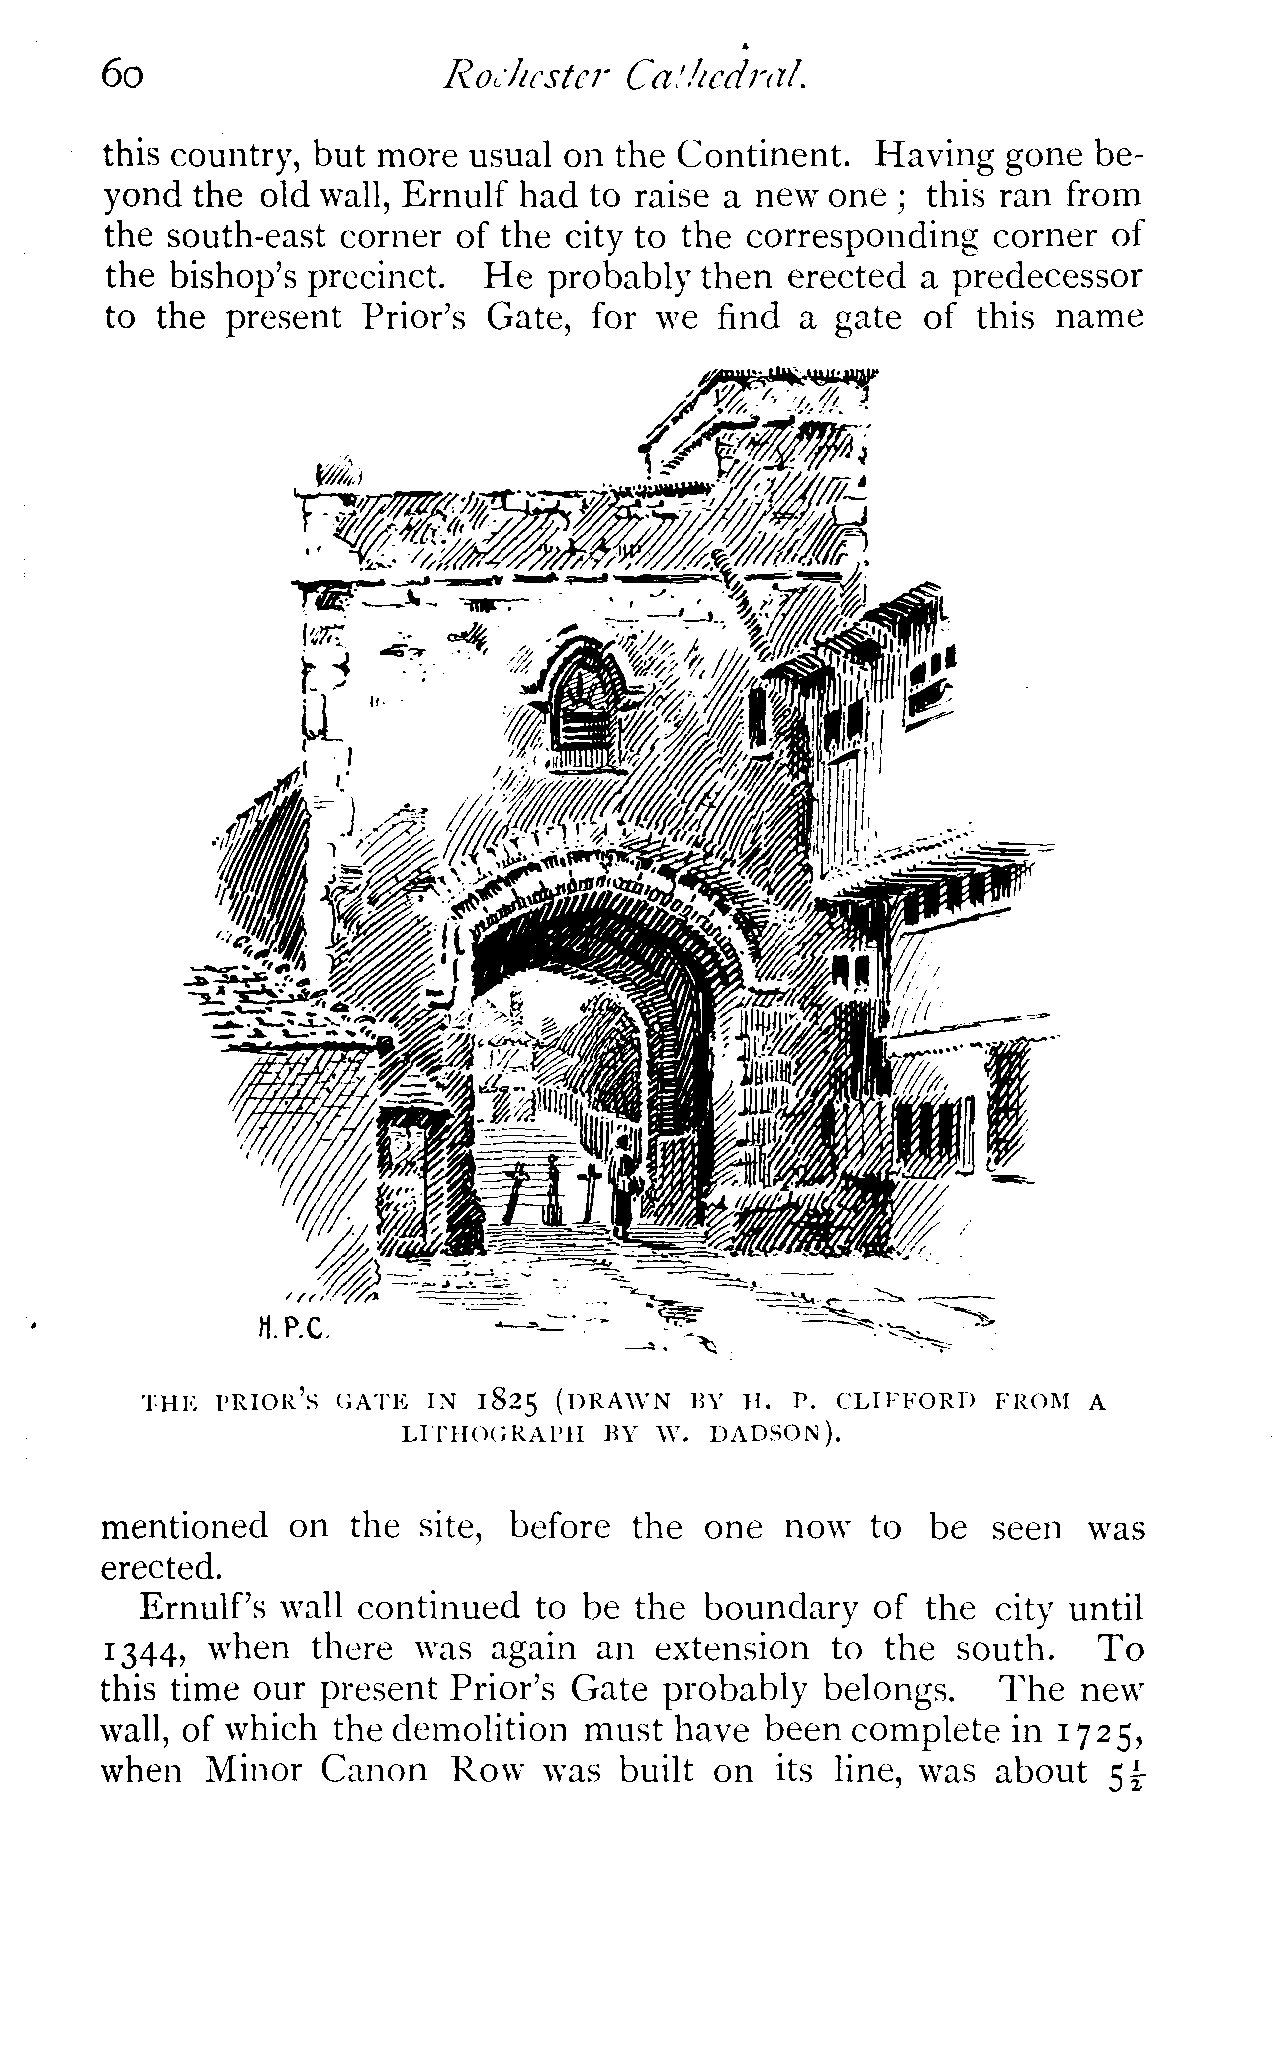 60
Rochester Cathedral.
this country, but more usual on the Continent. Having gone be-
yond the old wall, Ernulf had to raise a new one ; this ran from
the south-east corner of the city to the corresponding corner of
the bishop's precinct. He probably then erected a predecessor
to the present Prior's Gate, for we find a gate of this name
H.P.C.
THE PRIOR'S GATE IN 1825 (DRAWN BY H. P. CLIFFORD FROM A
LITHOGRAPH BY W. DADSON).
mentioned on the site, before the one now to be seen was
erected.
Ernulf's wall continued to be the boundary of the city until
1344, when there was again an extension to the south. To
this time our present Prior's Gate probably belongs. The new
wall, of which the demolition must have been complete in 1725,
when Minor Canon Row was built on its line, was about 5½